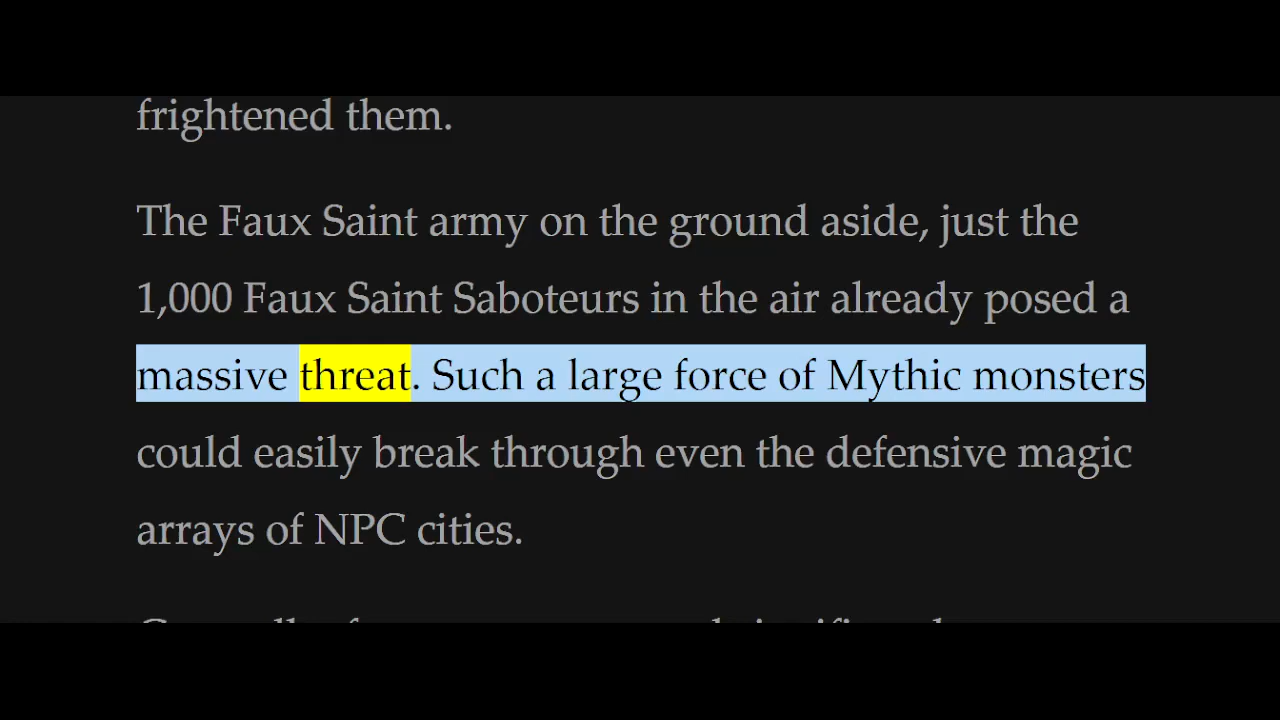 frightened them.
The Faux Saint army on the ground aside, just the
1,000 Faux Saint Saboteurs in the air already posed a
massive threat. Such a large force of Mythic monsters
could easily break through even the defensive magic
arrays of NPC cities.